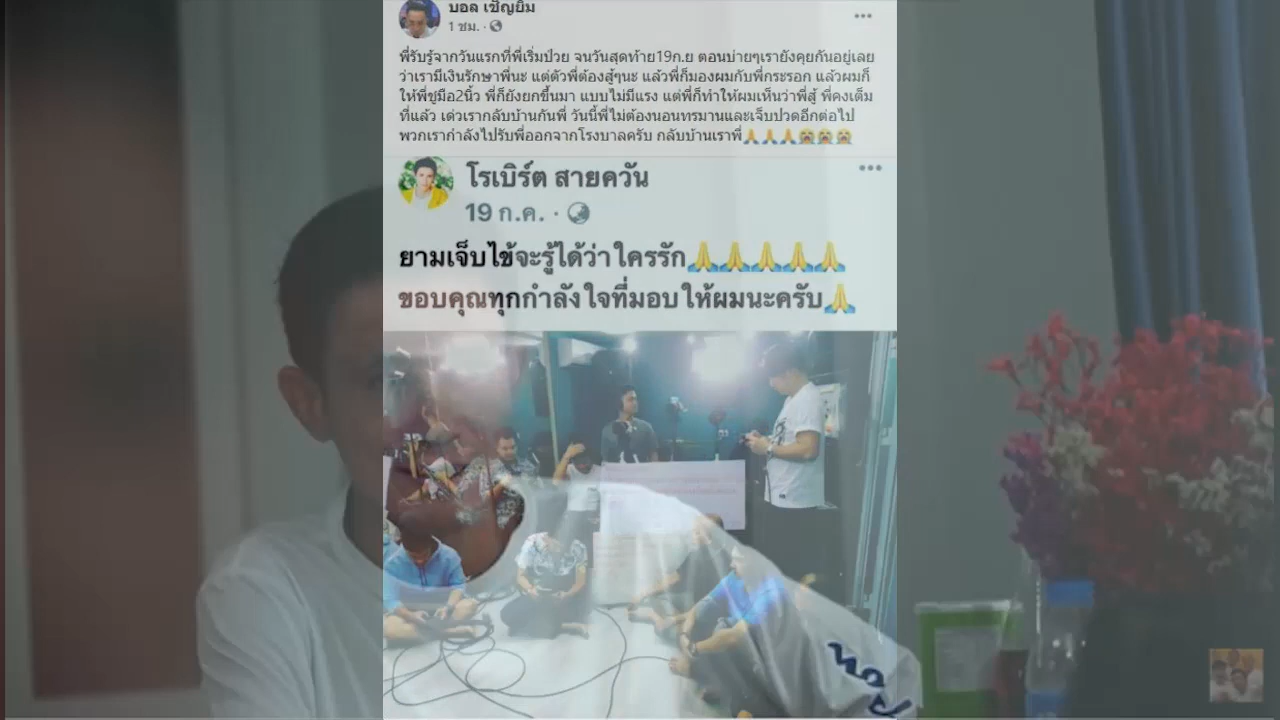 บอล เชิญยิ้ม
1 ชม. ·
พี่รับรู้จากวันแรกที่พี่เริ่มป่วย จนวันสุดท้าย19ก.ย ตอนบ่ายๆเรายังคุยกันอยู่เลย
ว่าเรามีเงินรักษาพี่นะ แต่ตัวพี่ต้องสู้ๆนะ แล้วพี่ก็มองผมกับพี่กระรอก แล้วผมก็
ให้พี่ชูมือ2นิ้ว พี่ก็ยังยกขึ้นมา แบบไม่มีแรง แต่พี่ก็ทำให้ผมเห็นว่าพี่สู้ พี่คงเต็ม
ที่แล้ว เด่วเรากลับบ้านกันพี่ วันนี้พี่ไม่ต้องนอนทรมานและเจ็บปวดอีกต่อไป
พวกเรากำลังไปรับพี่ออกจากโรงบาลครับ กลับบ้านเราพี่🙏🙏🙏😭😭😭
โรเบิร์ต สายควัน
19 ก.ค. ·
ยามเจ็บไข้จะรู้ได้ว่าใครรัก🙏🙏🙏🙏🙏
ขอบคุณทุกกำลังใจที่มอบให้ผมนะครับ🙏